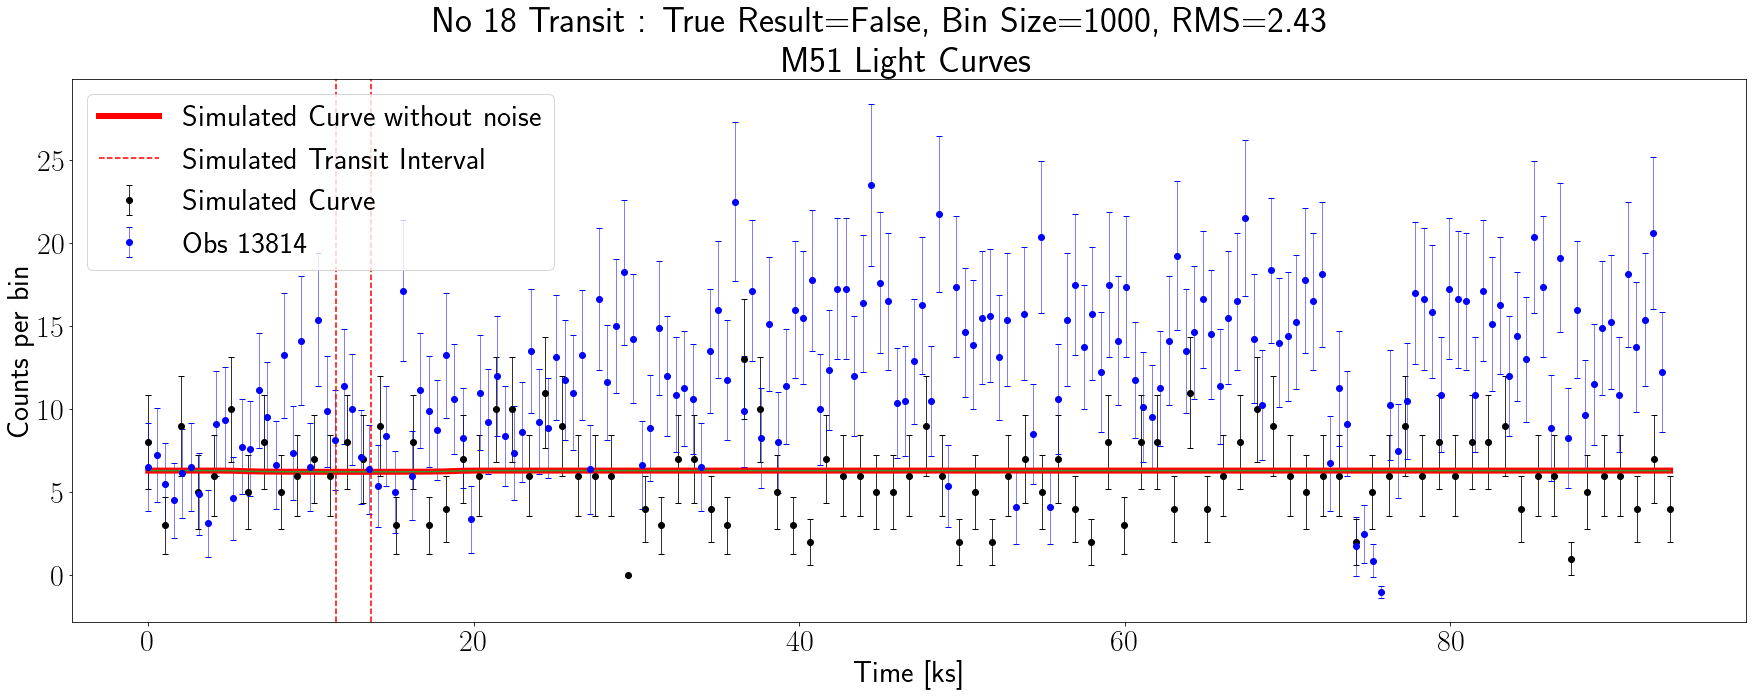 No 18 Transit : True Result=False, Bin Size=1000, RMS=2.43
M51 Light Curves
Simulated Curve without noise
Simulated Transit Interval
Simulated Curve
Obs 13814
Counts per bin
25
20
15
10
5
0
0 20 40 60 80
Time [ks]